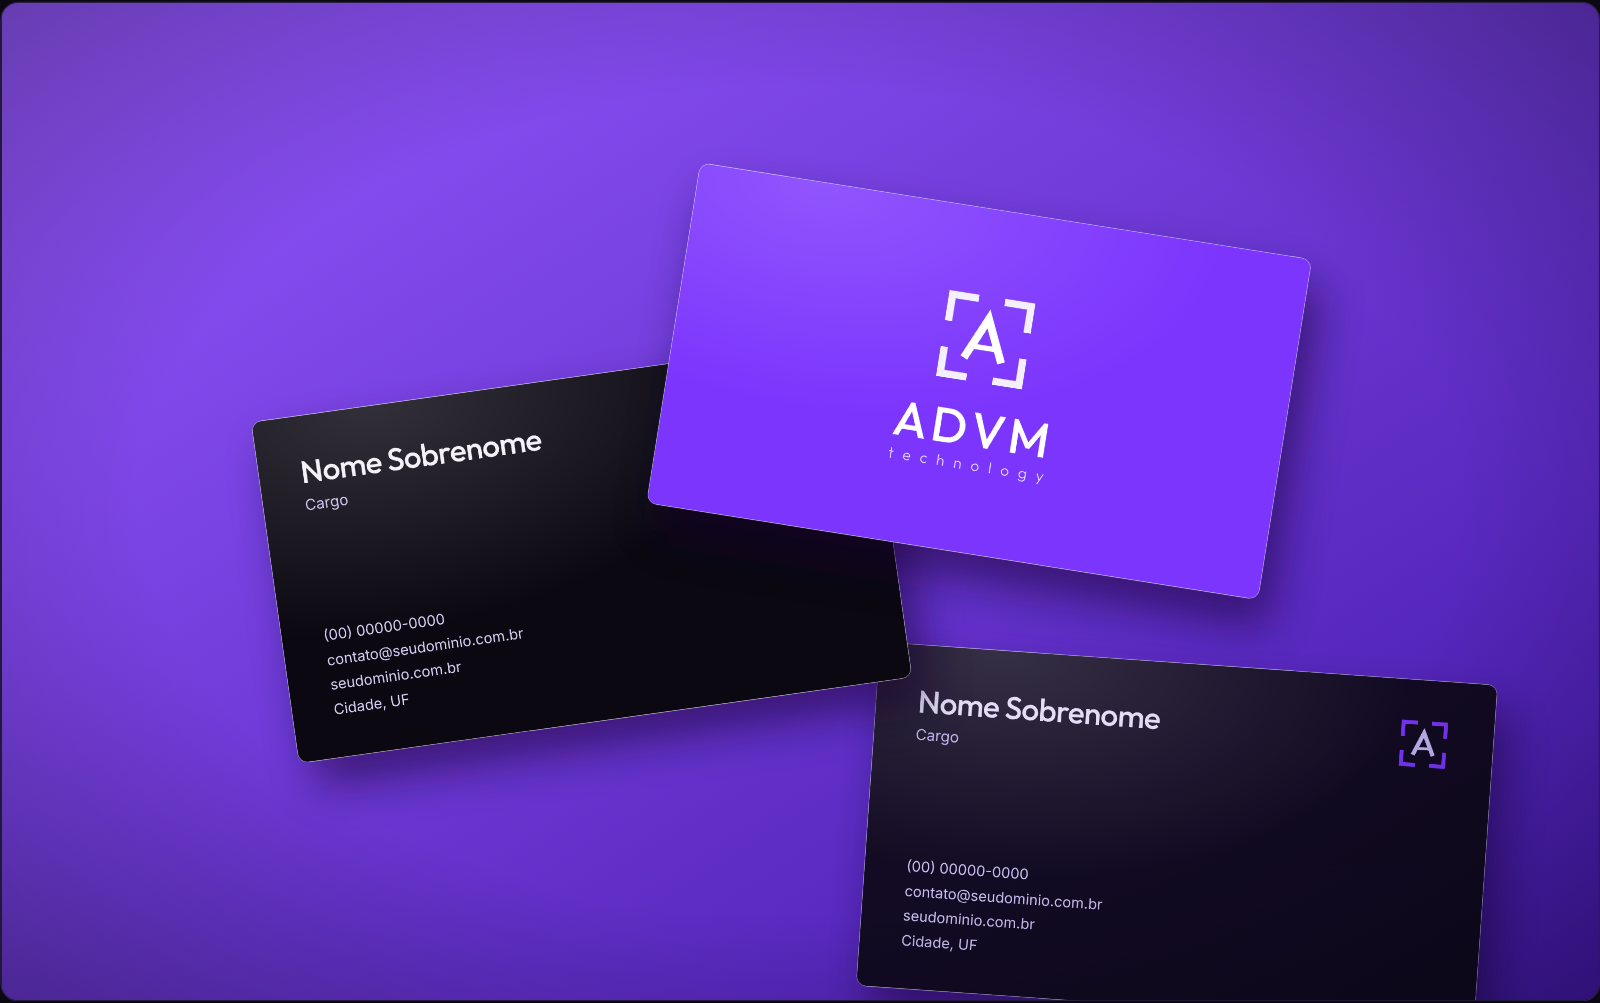 A
ADVM
technology
Nome Sobrenome
Cargo
(00) 00000-0000
contato@seudominio.com.br
seudominio.com.br
Cidade, UF
Nome Sobrenome
Cargo
A
(00) 00000-0000
contato@seudominio.com.br
seudominio.com.br
Cidade, UF